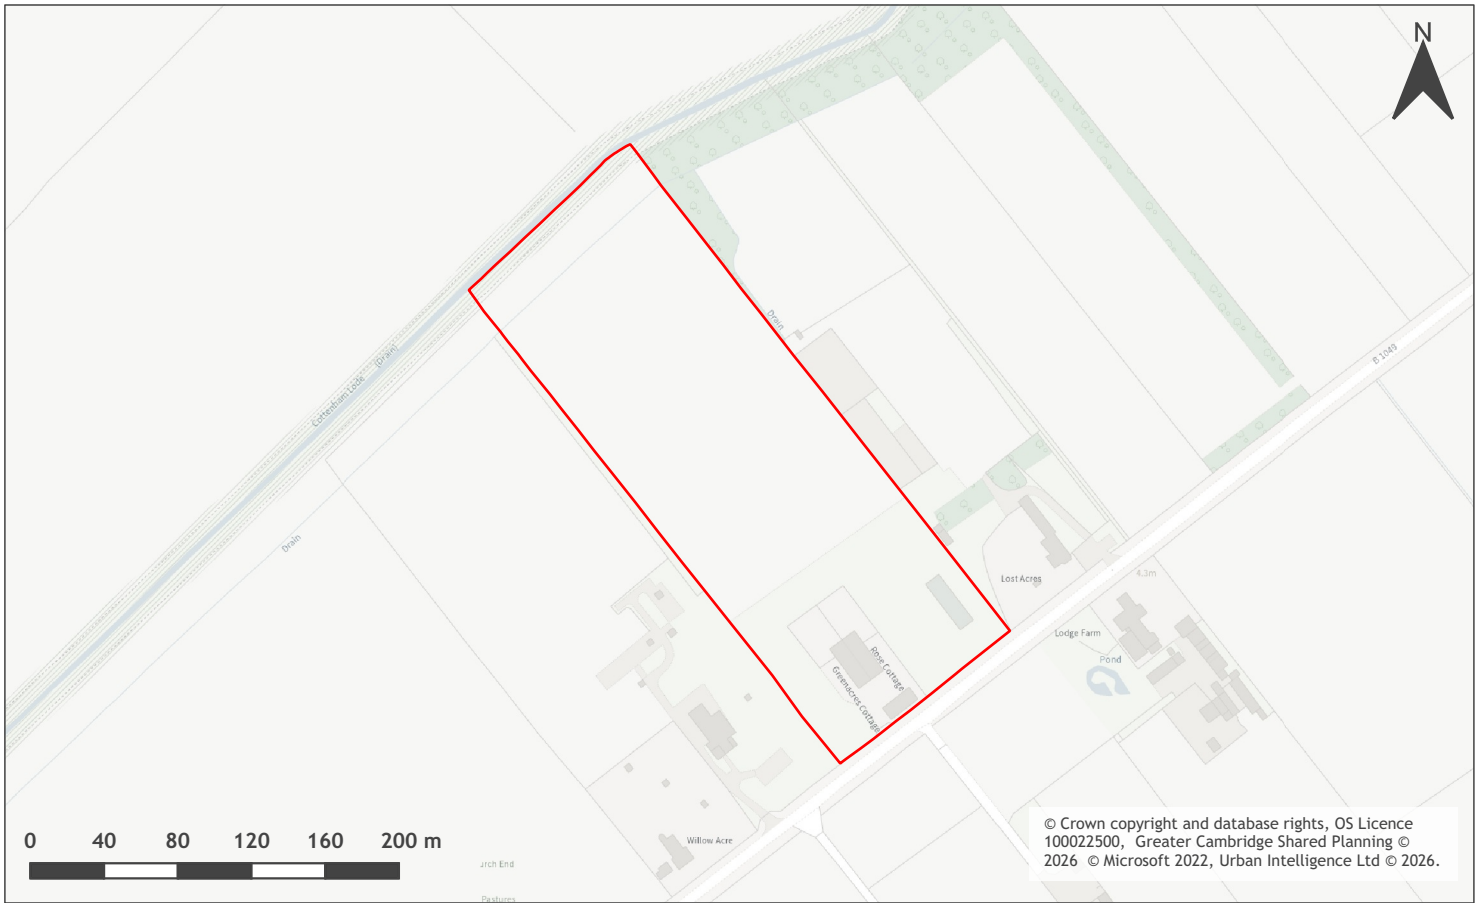 N
Cottenham Lode
(Drain)
Drain
Drain
B 1049
Lost Acres
4.3m
Lodge Farm
Pond
Rose Cottage
Greenacres Cottage
Willow Acre
urch End
Pastures
0 40 80 120 160 200 m
© Crown copyright and database rights, OS Licence
100022500, Greater Cambridge Shared Planning ©
2026 © Microsoft 2022, Urban Intelligence Ltd © 2026.